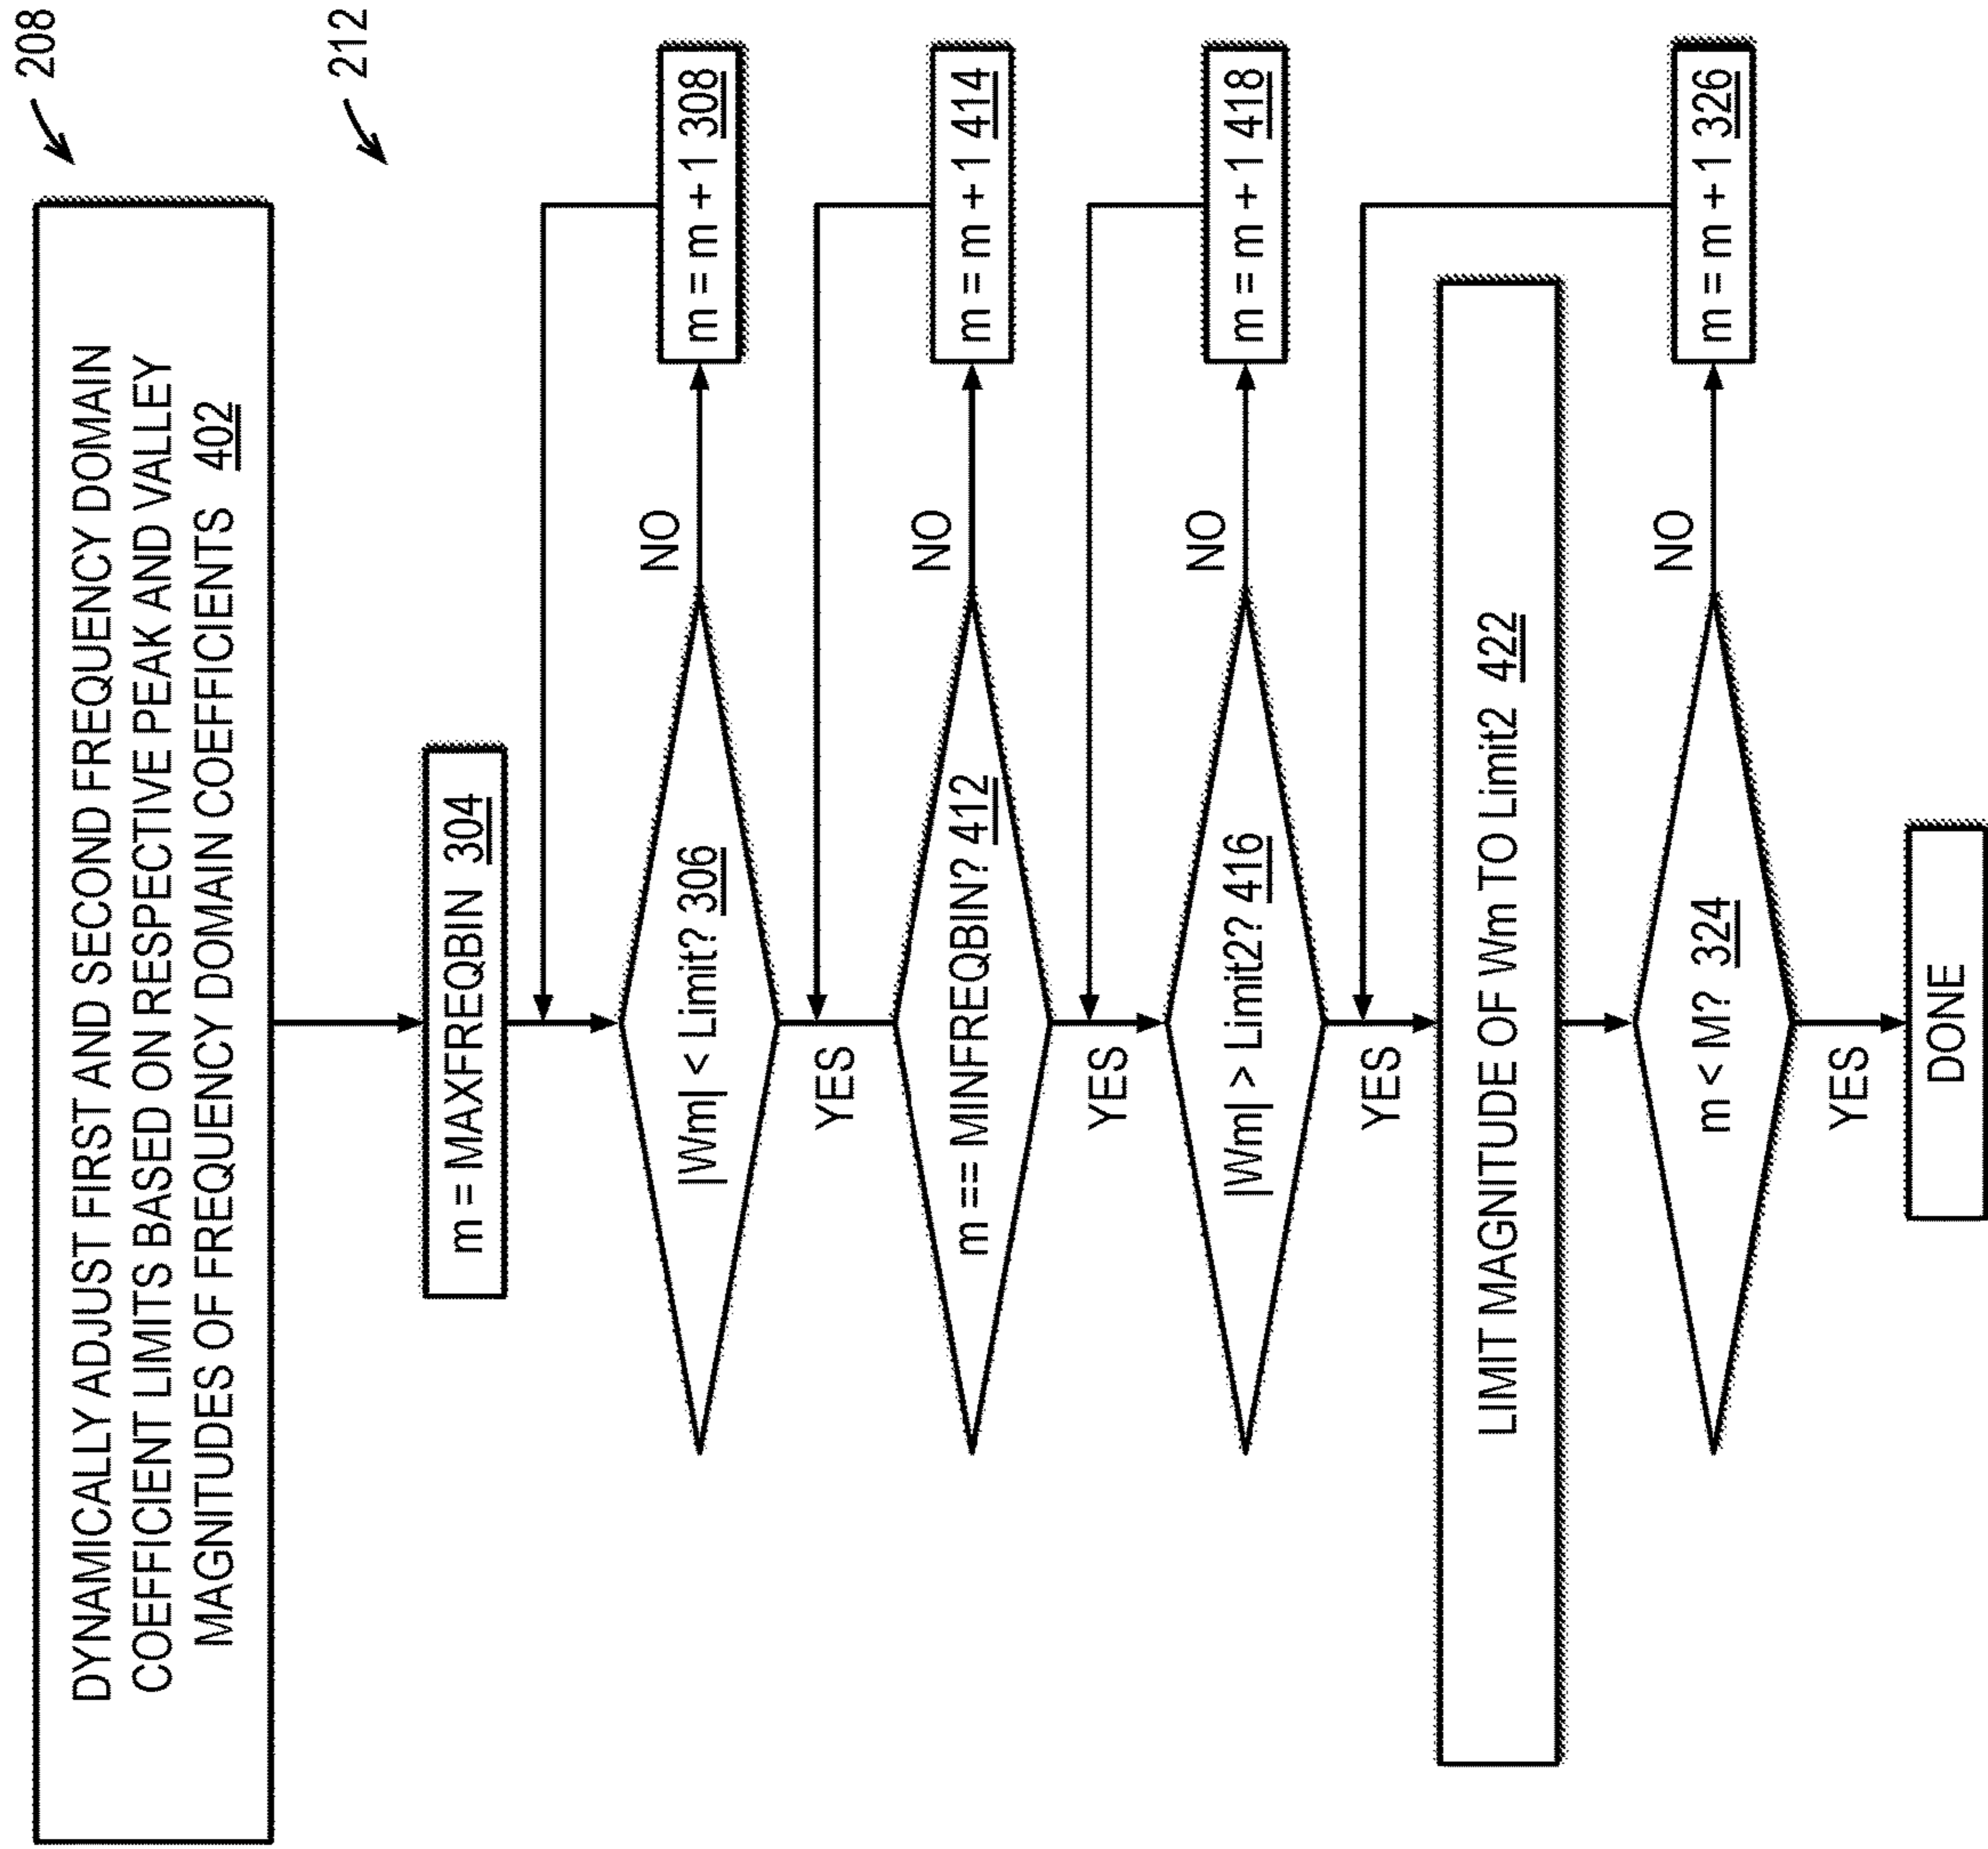 208
DYNAMICALLY ADJUST FIRST AND SECOND FREQUENCY DOMAIN
COEFFICIENT LIMITS BASED ON RESPECTIVE PEAK AND VALLEY
MAGNITUDES OF FREQUENCY DOMAIN COEFFICIENTS 402
212
m = MAXFREQBIN 304
|Wm| < Limit? 306
NO
m = m + 1 308
YES
m == MINFREQBIN? 412
NO
m = m + 1 414
YES
|Wm| > Limit2? 416
NO
m = m + 1 418
YES
LIMIT MAGNITUDE OF Wm TO Limit2 422
m < M? 324
NO
m = m + 1 326
YES
DONE